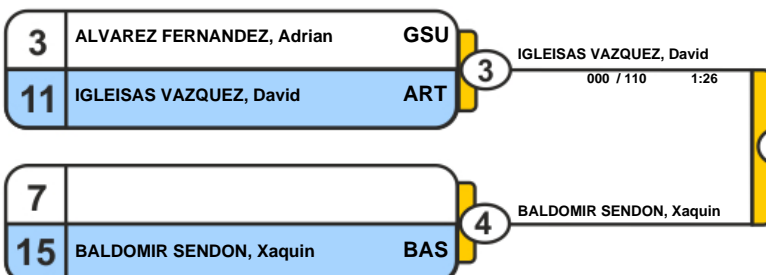 3 ALVAREZ FERNANDEZ, Adrian GSU
11 IGLEISAS VAZQUEZ, David ART
3
IGLEISAS VAZQUEZ, David
000 / 110 1:26
7
15 BALDOMIR SENDON, Xaquin BAS
4
BALDOMIR SENDON, Xaquin